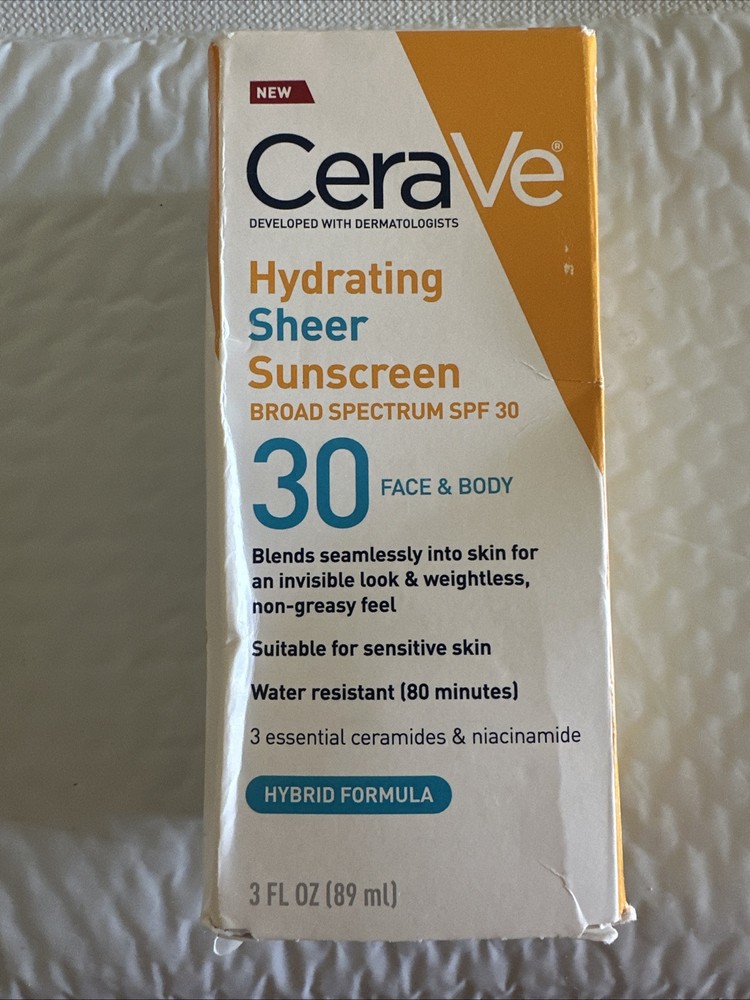 NEW
CeraVe®
DEVELOPED WITH DERMATOLOGISTS
Hydrating
Sheer
Sunscreen
BROAD SPECTRUM SPF 30
30 FACE & BODY
Blends seamlessly into skin for
an invisible look & weightless,
non-greasy feel
Suitable for sensitive skin
Water resistant (80 minutes)
3 essential ceramides & niacinamide
HYBRID FORMULA
3 FL OZ (89 ml)